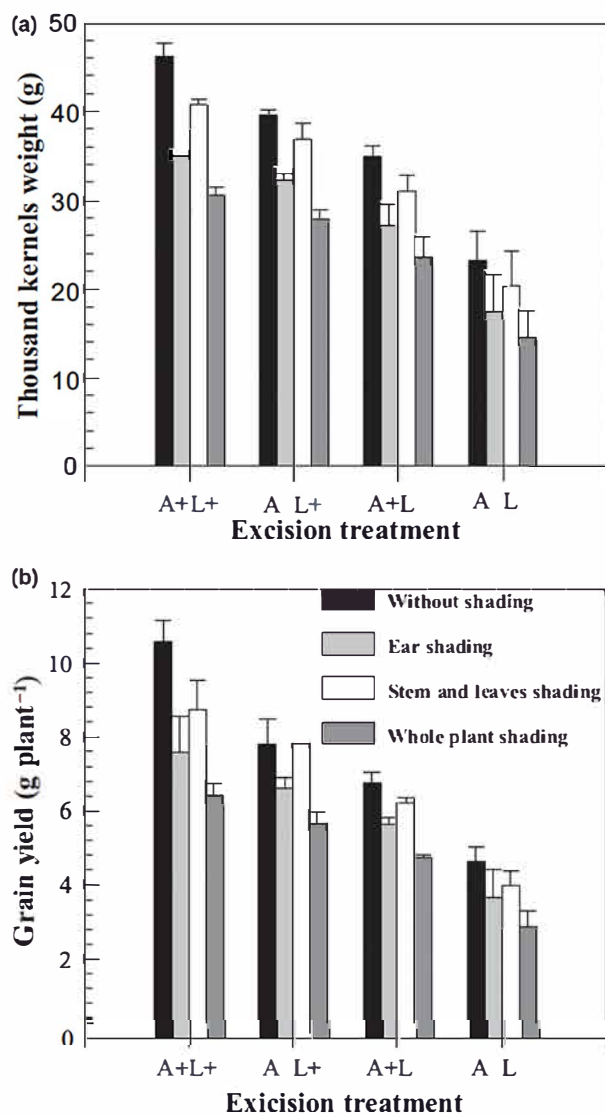 (a)
Thousand kernels weight (g)
50
40
30
20
10
0
A+L+ A L+ A+L A L
Excision treatment
(b)
Grain yield (g plant⁻¹)
12
10
8
6
4
2
0
Without shading
Ear shading
Stem and leaves shading
Whole plant shading
A+L+ A L+ A+L A L
Exicision treatment